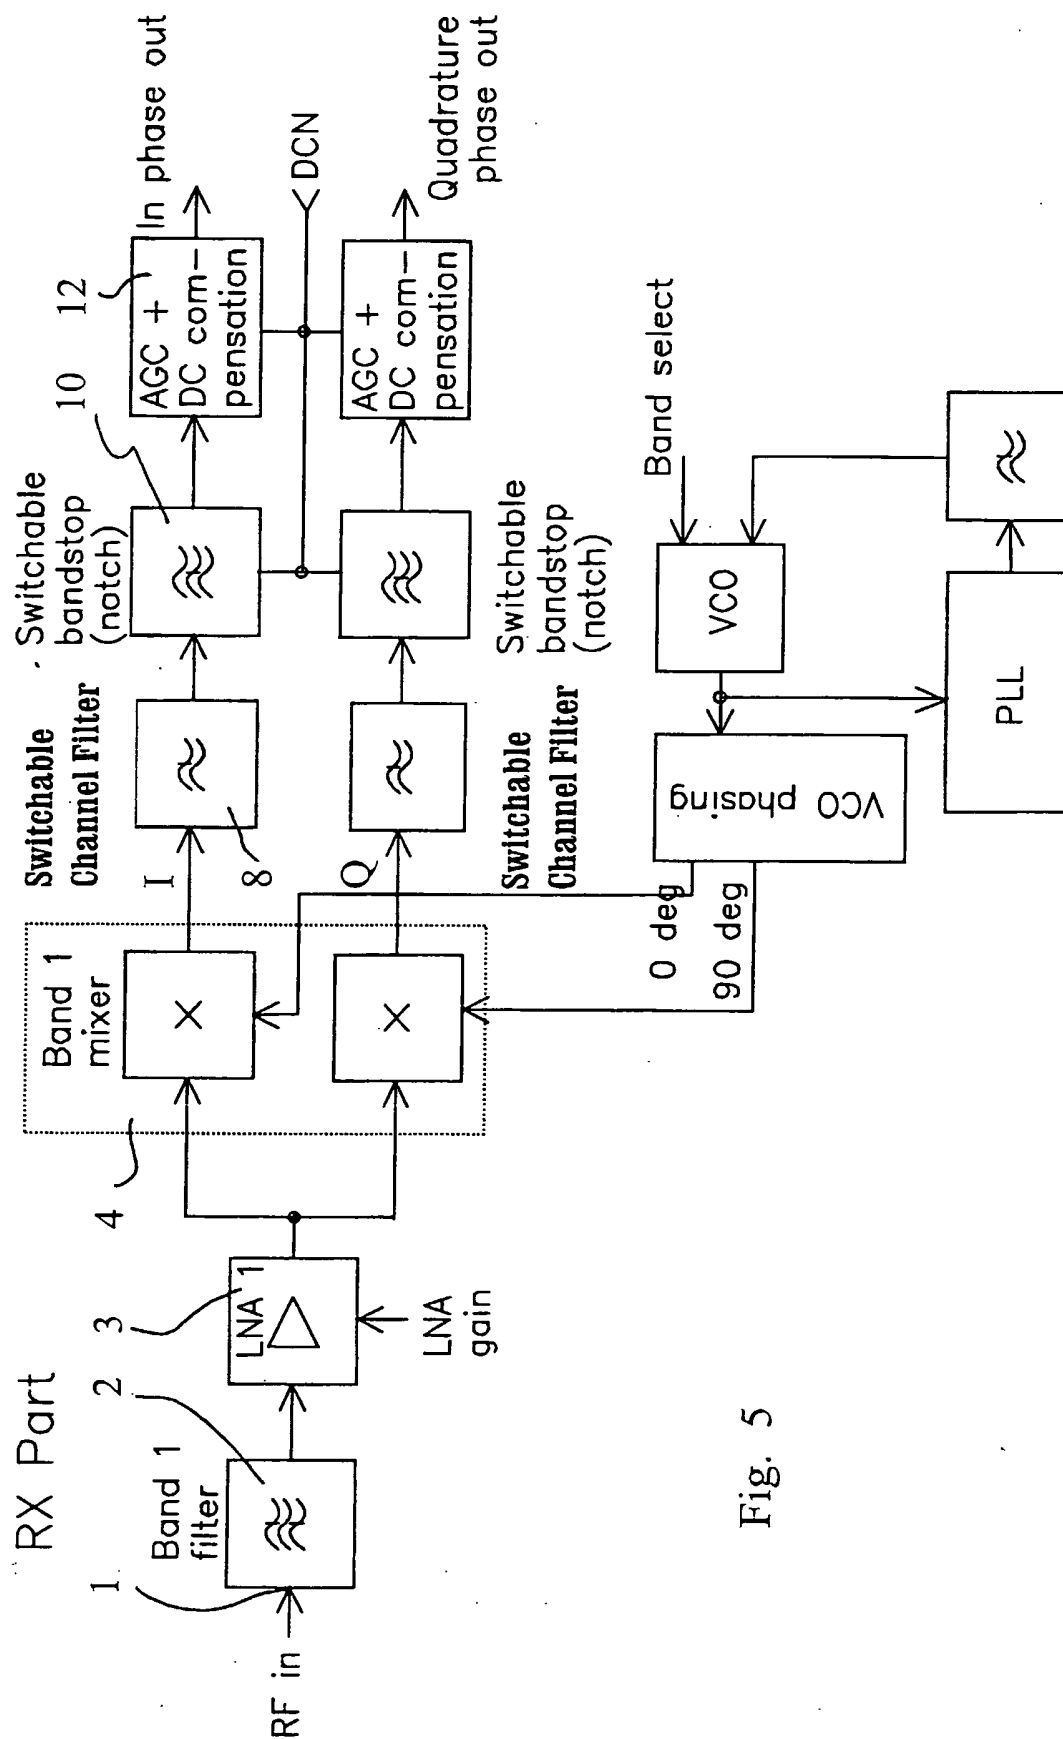 RX Part
1
2
3
4
RF in
Band 1
filter
LNA 1
LNA
gain
Band 1
mixer
I
Q
8
Switchable
Channel Filter
Switchable
Channel Filter
Switchable
bandstop
(notch)
Switchable
bandstop
(notch)
10
12
AGC +
DC com-
pensation
AGC +
DC com-
pensation
In phase out
DCN
Quadrature
phase out
0 deg
90 deg
VCO phasing
VCO
Band select
PLL
Fig. 5